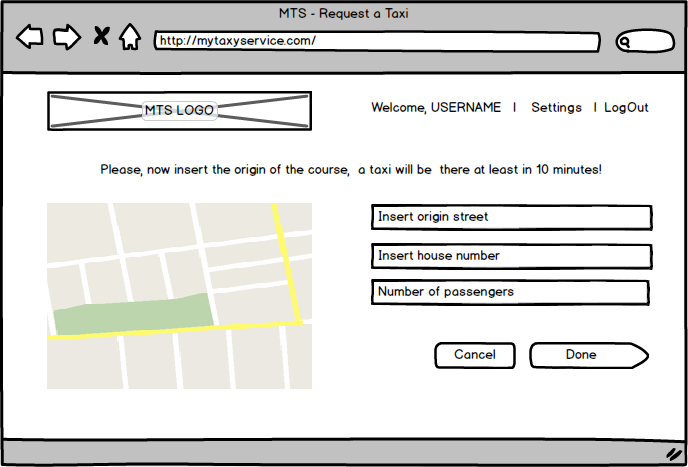 MTS - Request a Taxi
http://mytaxyservice.com/
MTS LOGO
Welcome, USERNAME | Settings | LogOut
Please, now insert the origin of the course, a taxi will be there at least in 10 minutes!
Insert origin street
Insert house number
Number of passengers
Cancel Done